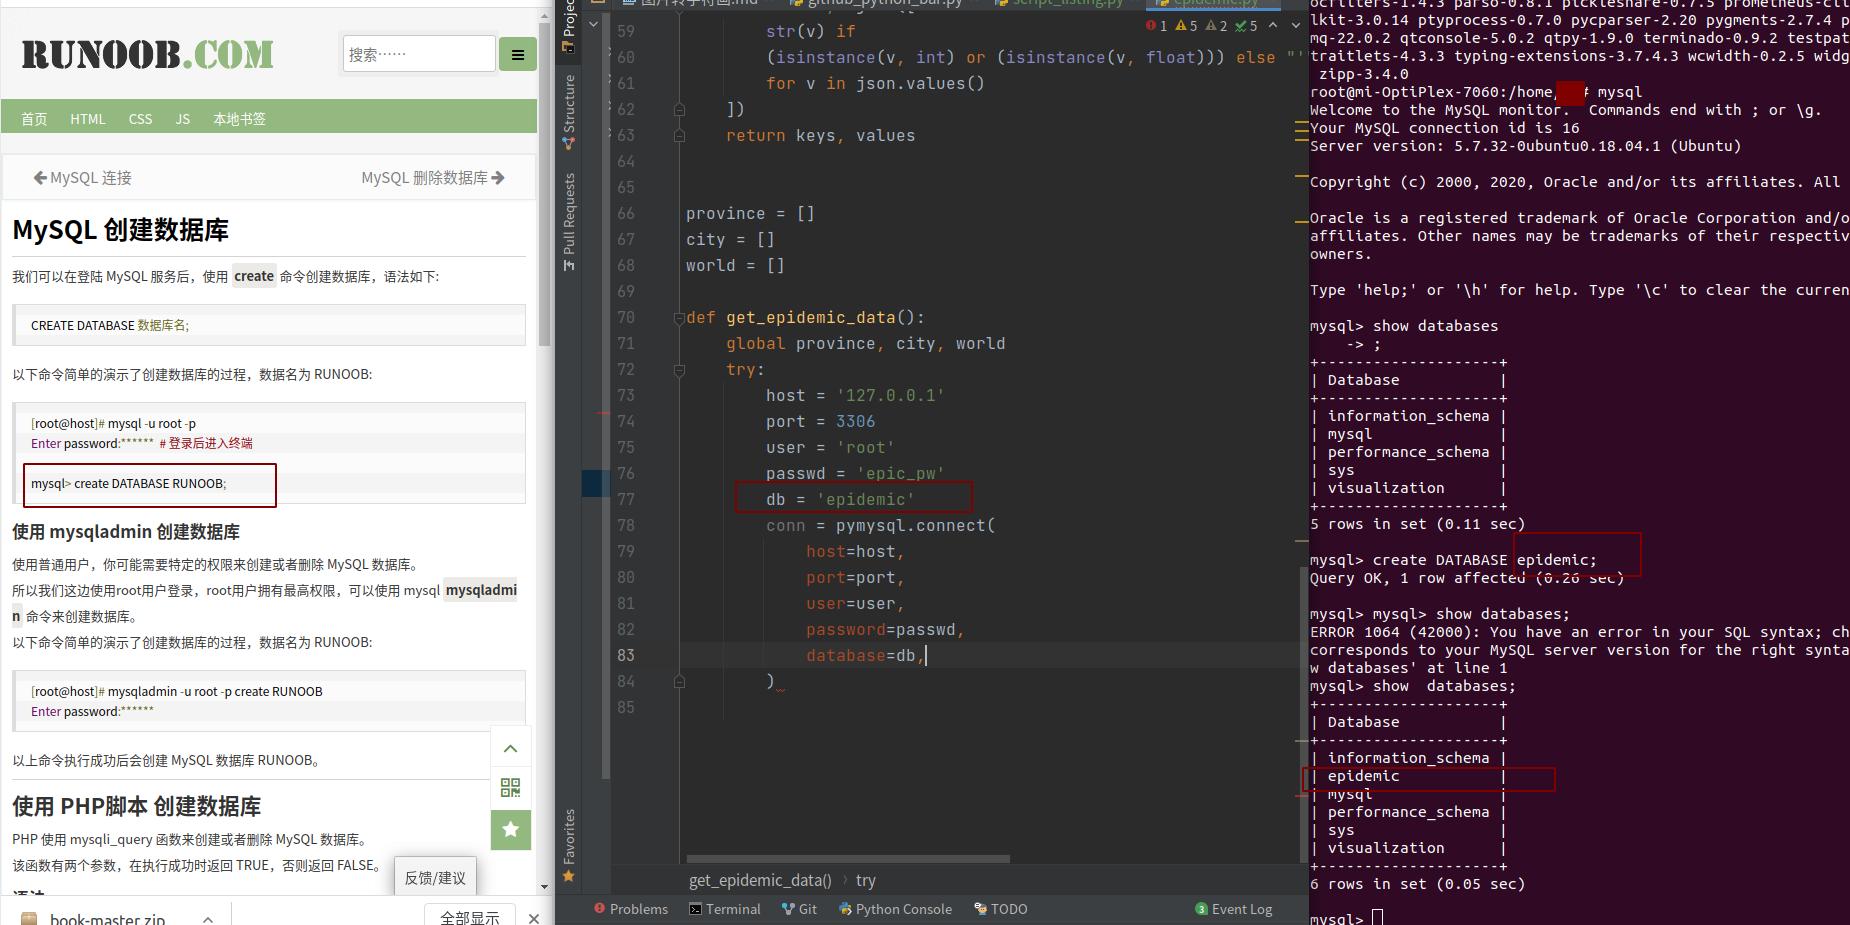 RUNOOB.COM
搜索……
首页 HTML CSS JS 本地书签
MySQL 连接
MySQL 删除数据库
MySQL 创建数据库
我们可以在登陆 MySQL 服务后，使用 create 命令创建数据库，语法如下:
CREATE DATABASE 数据库名;
以下命令简单的演示了创建数据库的过程，数据名为 RUNOOB:
[root@host]# mysql -u root -p
Enter password:****** # 登录后进入终端
mysql> create DATABASE RUNOOB;
使用 mysqladmin 创建数据库
使用普通用户，你可能需要特定的权限来创建或者删除 MySQL 数据库。
所以我们这边使用root用户登录，root用户拥有最高权限，可以使用 mysql mysqladmi
n 命令来创建数据库。
以下命令简单的演示了创建数据库的过程，数据名为 RUNOOB:
[root@host]# mysqladmin -u root -p create RUNOOB
Enter password:******
以上命令执行成功后会创建 MySQL 数据库 RUNOOB。
使用 PHP脚本 创建数据库
PHP 使用 mysqli_query 函数来创建或者删除 MySQL 数据库。
该函数有两个参数，在执行成功时返回 TRUE，否则返回 FALSE。
反馈/建议
book-master.zip
全部显示
Project
Structure
Pull Requests
Favorites
图片转字符画.md github_python_bar.py script_listing.py epidemic.py
1 5 2 5
59 str(v) if
60 (isinstance(v, int) or (isinstance(v, float))) else "'
61 for v in json.values()
62 ])
63 return keys, values
64
65
66 province = []
67 city = []
68 world = []
69
70 def get_epidemic_data():
71 global province, city, world
72 try:
73 host = '127.0.0.1'
74 port = 3306
75 user = 'root'
76 passwd = 'epic_pw'
77 db = 'epidemic'
78 conn = pymysql.connect(
79 host=host,
80 port=port,
81 user=user,
82 password=passwd,
83 database=db,
84 )
85
get_epidemic_data() › try
Problems Terminal Git Python Console TODO 3 Event Log
ocfilters-1.4.3 parso-0.8.1 pickleshare-0.7.5 prometheus-cli
lkit-3.0.14 ptyprocess-0.7.0 pycparser-2.20 pygments-2.7.4 p
mq-22.0.2 qtconsole-5.0.2 qtpy-1.9.0 terminado-0.9.2 testpat
traitlets-4.3.3 typing-extensions-3.7.4.3 wcwidth-0.2.5 widg
zipp-3.4.0
root@mi-OptiPlex-7060:/home/ # mysql
Welcome to the MySQL monitor. Commands end with ; or \g.
Your MySQL connection id is 16
Server version: 5.7.32-0ubuntu0.18.04.1 (Ubuntu)
Copyright (c) 2000, 2020, Oracle and/or its affiliates. All
Oracle is a registered trademark of Oracle Corporation and/o
affiliates. Other names may be trademarks of their respectiv
owners.
Type 'help;' or '\h' for help. Type '\c' to clear the curren
mysql> show databases
-> ;
+--------------------+
| Database |
+--------------------+
| information_schema |
| mysql |
| performance_schema |
| sys |
| visualization |
+--------------------+
5 rows in set (0.11 sec)
mysql> create DATABASE epidemic;
Query OK, 1 row affected (0.26 sec)
mysql> mysql> show databases;
ERROR 1064 (42000): You have an error in your SQL syntax; ch
corresponds to your MySQL server version for the right synta
w databases' at line 1
mysql> show  databases;
+--------------------+
| Database |
+--------------------+
| information_schema |
| epidemic |
| mysql |
| performance_schema |
| sys |
| visualization |
+--------------------+
6 rows in set (0.05 sec)
mysql>